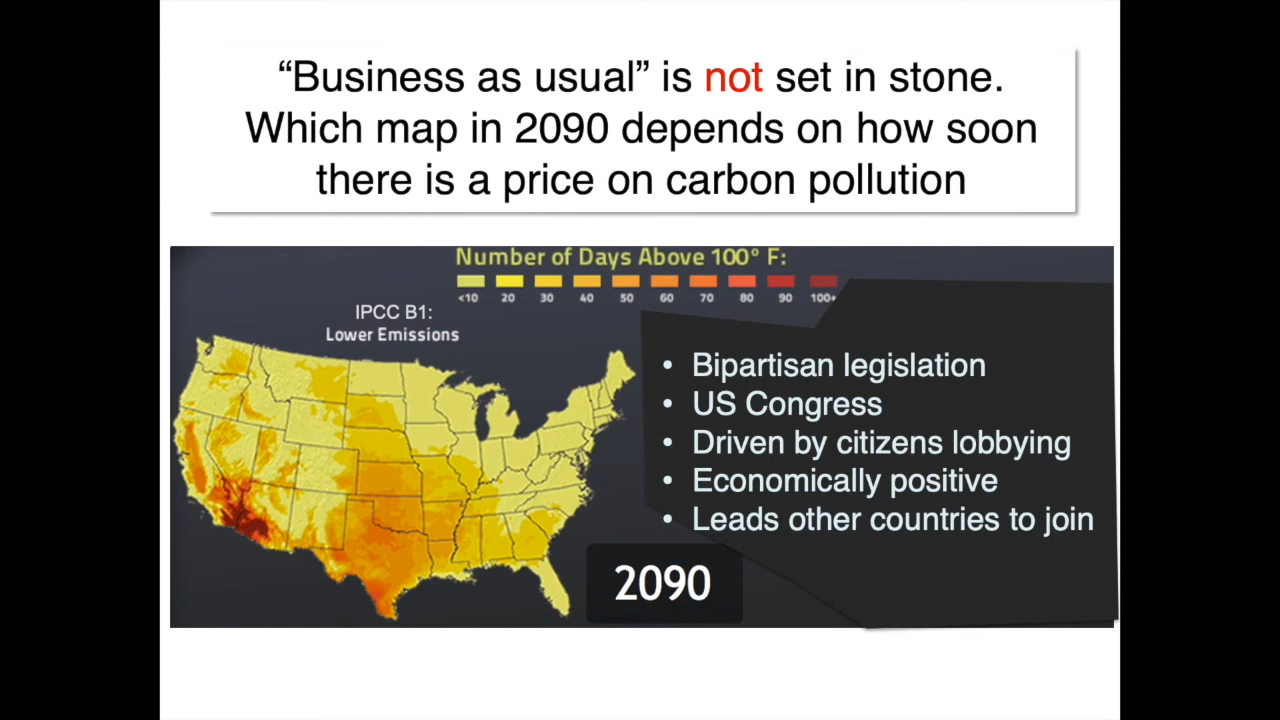 “Business as usual” is not set in stone.
Which map in 2090 depends on how soon
there is a price on carbon pollution
Number of Days Above 100° F:
<10 20 30 40 50 60 70 80 90 100+
IPCC B1:
Lower Emissions
• Bipartisan legislation
• US Congress
• Driven by citizens lobbying
• Economically positive
• Leads other countries to join
2090